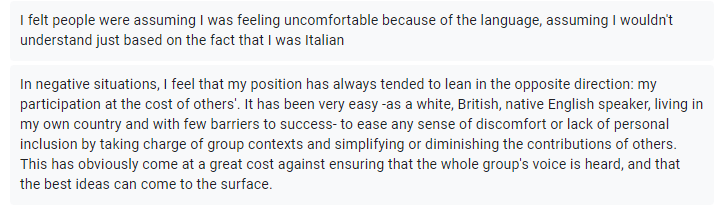 I felt people were assuming I was feeling uncomfortable because of the language, assuming I wouldn't
understand just based on the fact that I was Italian
In negative situations, I feel that my position has always tended to lean in the opposite direction: my
participation at the cost of others'. It has been very easy -as a white, British, native English speaker, living in
my own country and with few barriers to success- to ease any sense of discomfort or lack of personal
inclusion by taking charge of group contexts and simplifying or diminishing the contributions of others.
This has obviously come at a great cost against ensuring that the whole group's voice is heard, and that
the best ideas can come to the surface.